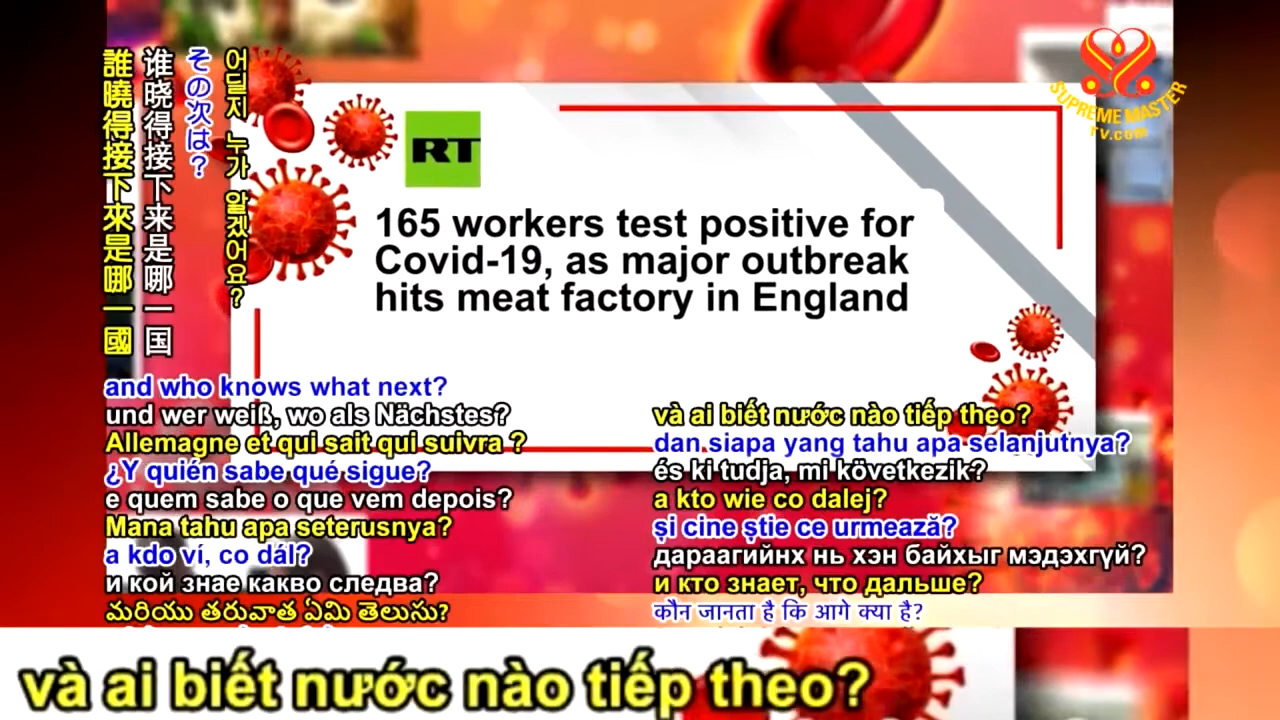 SUPREME MASTER
TV.COM
RT
165 workers test positive for
Covid-19, as major outbreak
hits meat factory in England
어딜지 누가 알겠어요?
その次は?
谁晓得接下来是哪一国
誰曉得接下來是哪一國
and who knows what next?
und wer weiß, wo als Nächstes?
Allemagne et qui sait qui suivra ?
¿Y quién sabe qué sigue?
e quem sabe o que vem depois?
Mana tahu apa seterusnya?
a kdo ví, co dál?
и кой знае какво следва?
మరియు తరువాత ఏమి తెలుసు?
và ai biết nước nào tiếp theo?
dan siapa yang tahu apa selanjutnya?
és ki tudja, mi következik?
a kto wie co dalej?
și cine știe ce urmează?
дараагийнх нь хэн байхыг мэдэхгүй?
и кто знает, что дальше?
कौन जानता है कि आगे क्या है?
và ai biết nước nào tiếp theo?